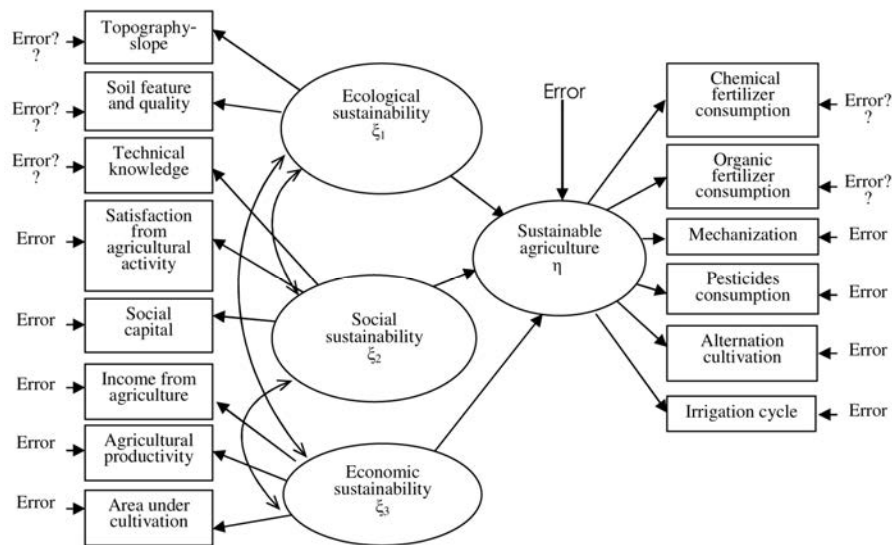 Error?
?
Topography-
slope
Error?
?
Soil feature
and quality
Error?
?
Technical
knowledge
Error
Satisfaction
from
agricultural
activity
Error
Social
capital
Error
Income from
agriculture
Error
Agricultural
productivity
Error
Area under
cultivation
Ecological
sustainability
ξ1
Social
sustainability
ξ2
Economic
sustainability
ξ3
Error
Sustainable
agriculture
η
Chemical
fertilizer
consumption
Error?
?
Organic
fertilizer
consumption
Error?
?
Mechanization
Error
Pesticides
consumption
Error
Alternation
cultivation
Error
Irrigation cycle
Error